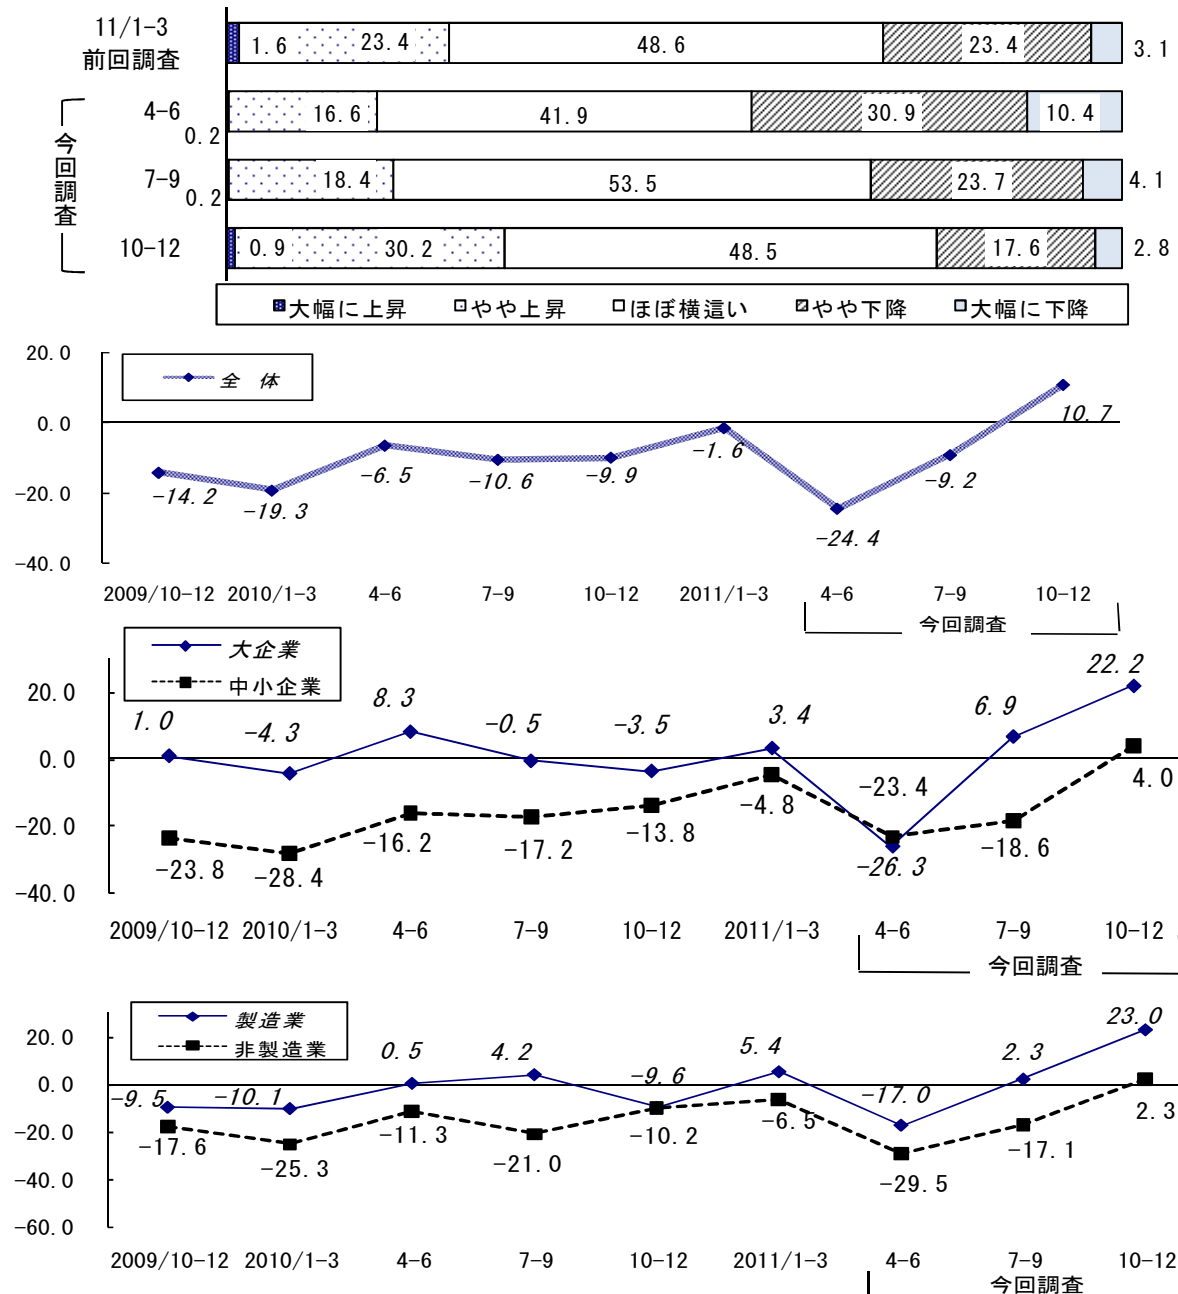 11/1-3
前回調査
1.6 23.4 48.6 23.4 3.1
今回調査
4-6
0.2 16.6 41.9 30.9 10.4
7-9
0.2 18.4 53.5 23.7 4.1
10-12
0.9 30.2 48.5 17.6 2.8
大幅に上昇 やや上昇 ほぼ横這い やや下降 大幅に下降
20.0
0.0
-20.0
-40.0
全 体
-14.2 -19.3 -6.5 -10.6 -9.9 -1.6 -24.4 -9.2 10.7
2009/10-12 2010/1-3 4-6 7-9 10-12 2011/1-3 4-6 7-9 10-12
今回調査
大企業
中小企業
20.0
0.0
-20.0
-40.0
1.0 -4.3 8.3 -0.5 -3.5 3.4 -26.3 6.9 22.2
-23.8 -28.4 -16.2 -17.2 -13.8 -4.8 -23.4 -18.6 4.0
2009/10-12 2010/1-3 4-6 7-9 10-12 2011/1-3 4-6 7-9 10-12
今回調査
製造業
非製造業
20.0
0.0
-20.0
-40.0
-60.0
-9.5 -10.1 0.5 4.2 -9.6 5.4 -17.0 2.3 23.0
-17.6 -25.3 -11.3 -21.0 -10.2 -6.5 -29.5 -17.1 2.3
2009/10-12 2010/1-3 4-6 7-9 10-12 2011/1-3 4-6 7-9 10-12
今回調査